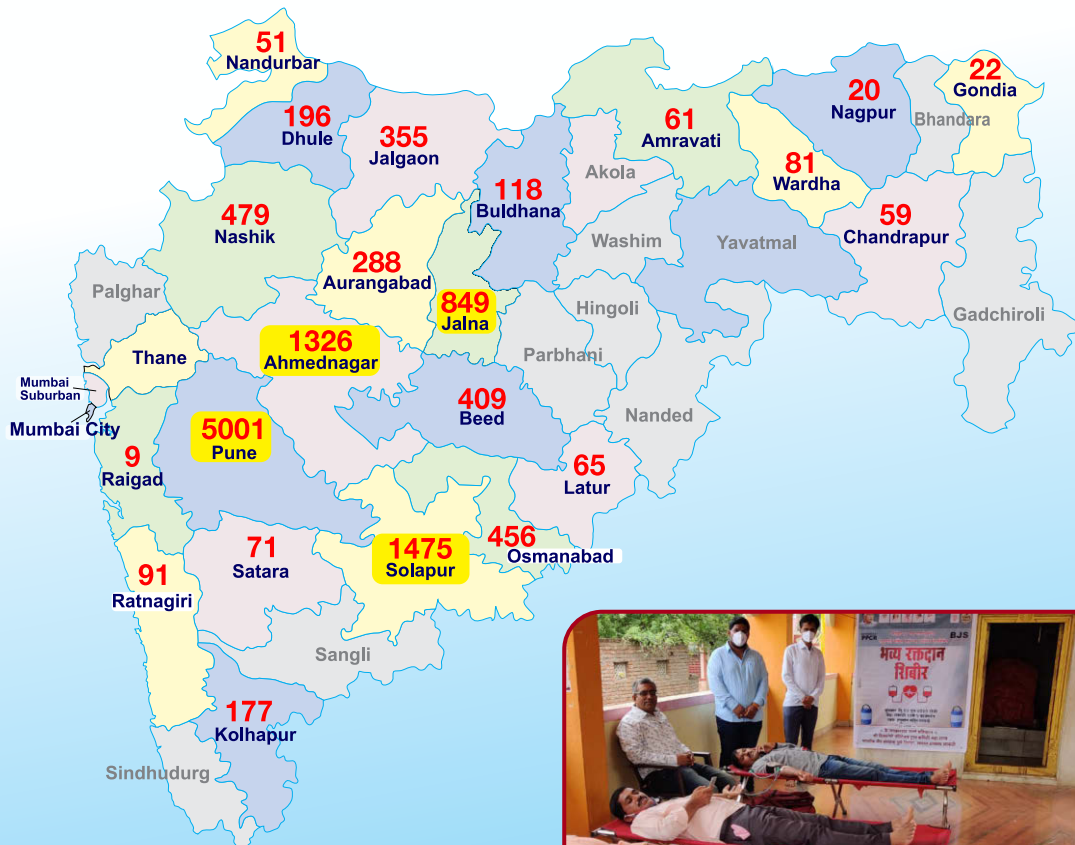 51
Nandurbar
196
Dhule
355
Jalgaon
479
Nashik
288
Aurangabad
118
Buldhana
849
Jalna
Akola
Washim
61
Amravati
81
Wardha
20
Nagpur
Bhandara
22
Gondia
59
Chandrapur
Yavatmal
Gadchiroli
Hingoli
Parbhani
Nanded
Palghar
Thane
Mumbai
Suburban
Mumbai City
1326
Ahmednagar
5001
Pune
9
Raigad
409
Beed
65
Latur
456
Osmanabad
1475
Solapur
71
Satara
91
Ratnagiri
Sangli
177
Kolhapur
Sindhudurg
BJS
भव्य रक्तदान
शिबीर